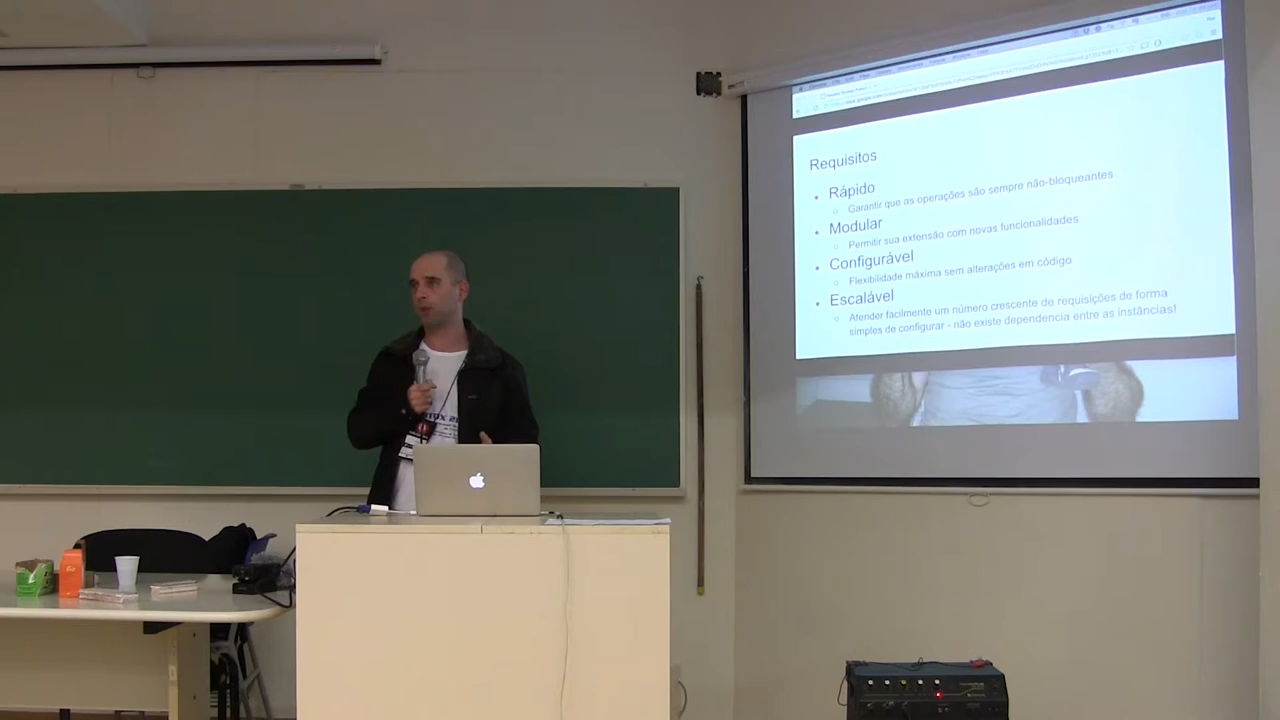 Requisitos
Rápido
Garantir que as operações são sempre não-bloqueantes
Modular
Permitir sua extensão com novas funcionalidades
Configurável
Flexibilidade máxima sem alterações em código
Escalável
Atender facilmente um número crescente de requisições de forma
simples de configurar - não existe dependencia entre as instâncias!